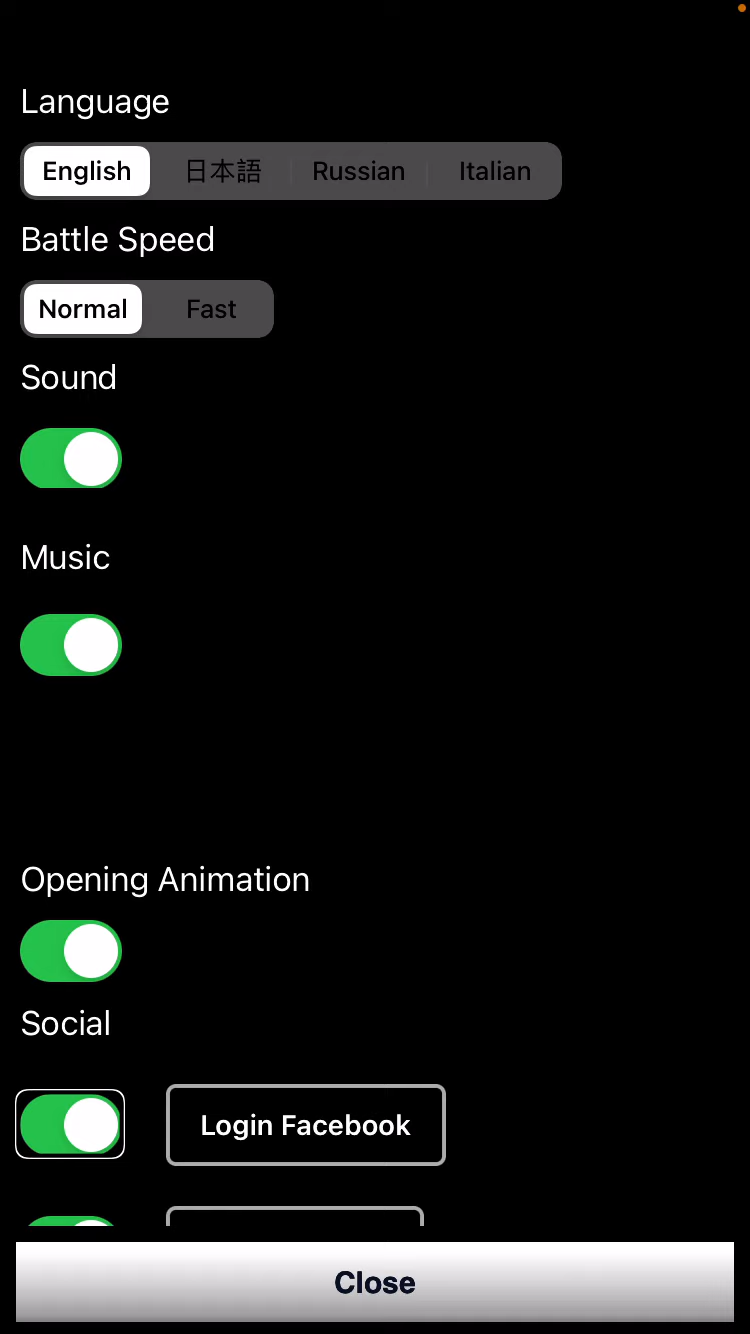 Language
English 日本語 Russian Italian
Battle Speed
Normal Fast
Sound
Music
Opening Animation
Social
Login Facebook
Close